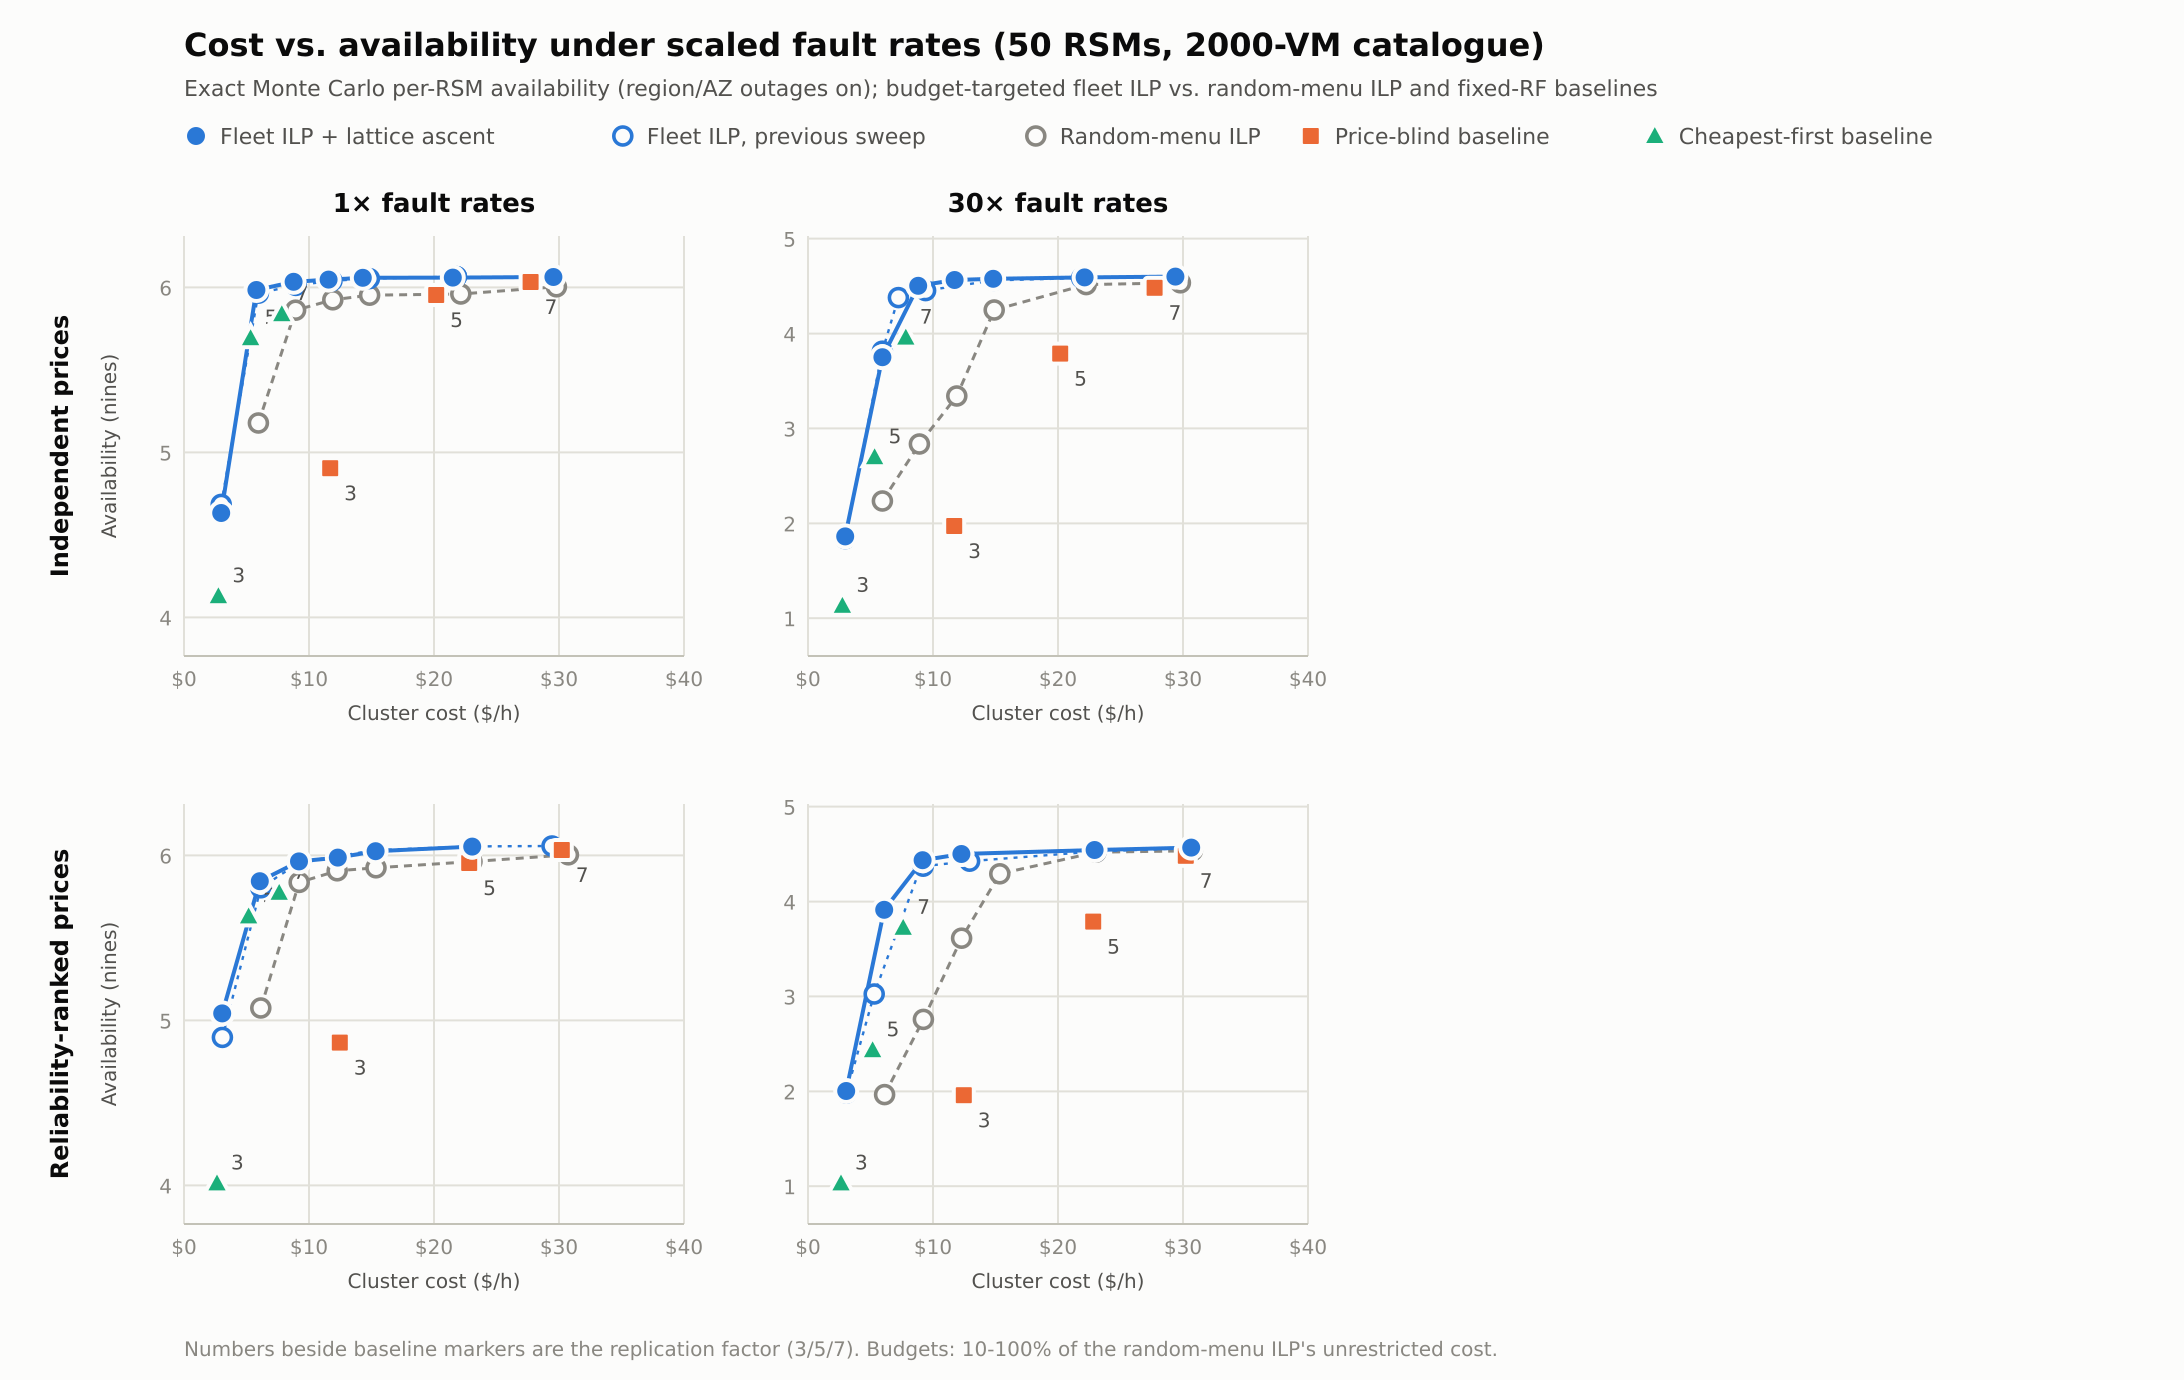 Cost vs. availability under scaled fault rates (50 RSMs, 2000-VM catalogue)
Exact Monte Carlo per-RSM availability (region/AZ outages on); budget-targeted fleet ILP vs. random-menu ILP and fixed-RF baselines
Fleet ILP + lattice ascent
Fleet ILP, previous sweep
Random-menu ILP
Price-blind baseline
Cheapest-first baseline
1× fault rates
30× fault rates
Independent prices
Availability (nines)
6
5
4
3
5
7
3
5
7
$0 $10 $20 $30 $40
Cluster cost ($/h)
5
4
3
2
1
3
5
7
3
5
7
$0 $10 $20 $30 $40
Cluster cost ($/h)
Reliability-ranked prices
Availability (nines)
6
5
4
3
3
5
7
$0 $10 $20 $30 $40
Cluster cost ($/h)
5
4
3
2
1
3
5
7
3
5
7
$0 $10 $20 $30 $40
Cluster cost ($/h)
Numbers beside baseline markers are the replication factor (3/5/7). Budgets: 10-100% of the random-menu ILP's unrestricted cost.